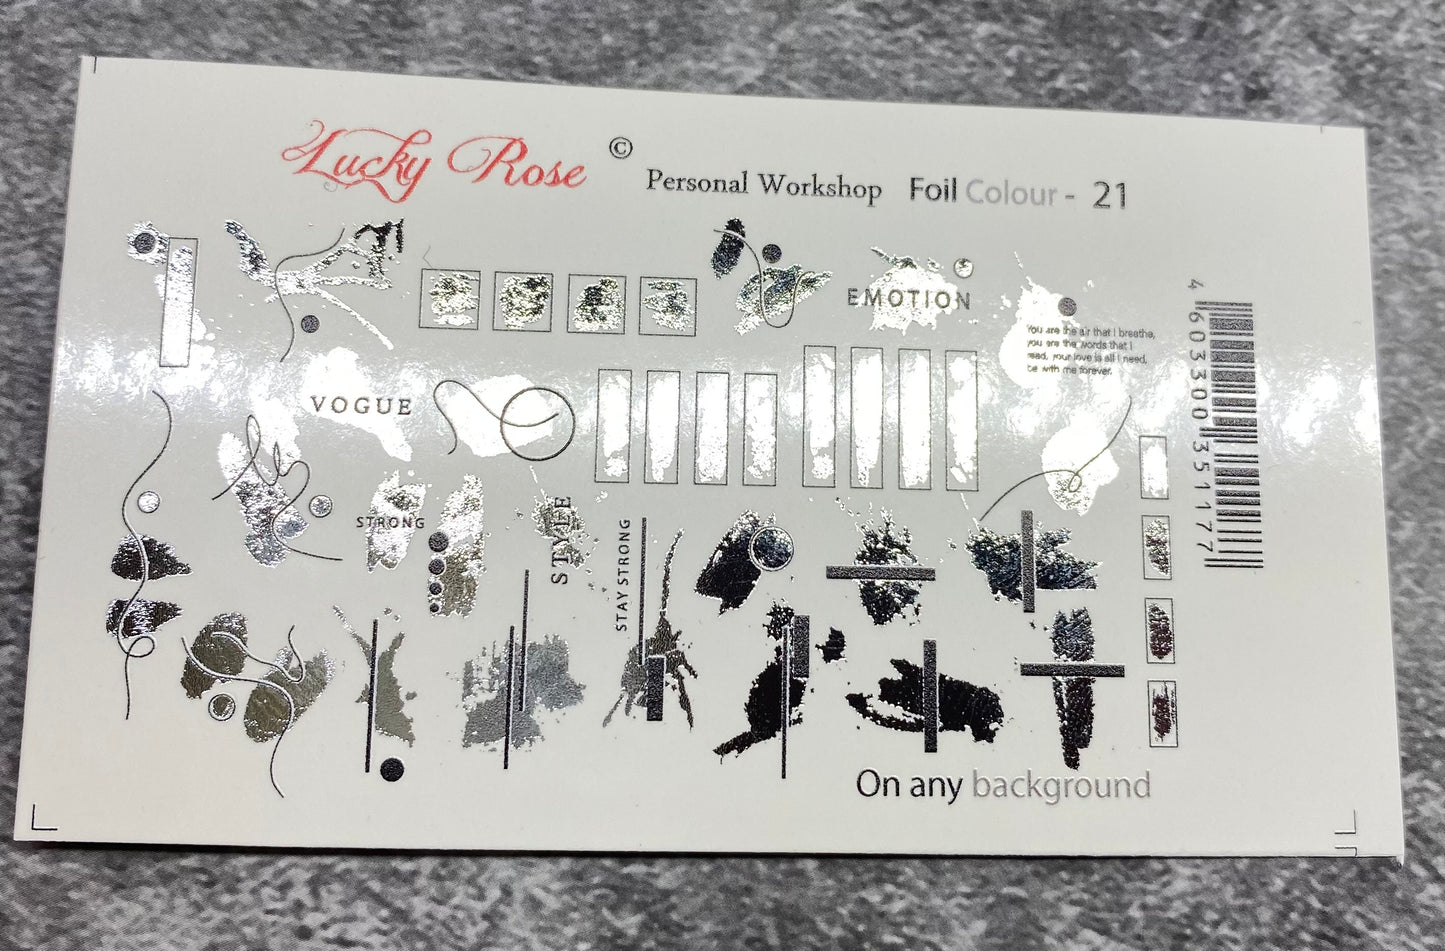 Lucky Rose ©
Personal Workshop Foil Colour - 21
EMOTION
You are the air that I breathe,
you are the words that I
read, your love is all I need,
be with me forever.
VOGUE
STRONG
STYLE
STAY STRONG
On any background
4 603300 035177